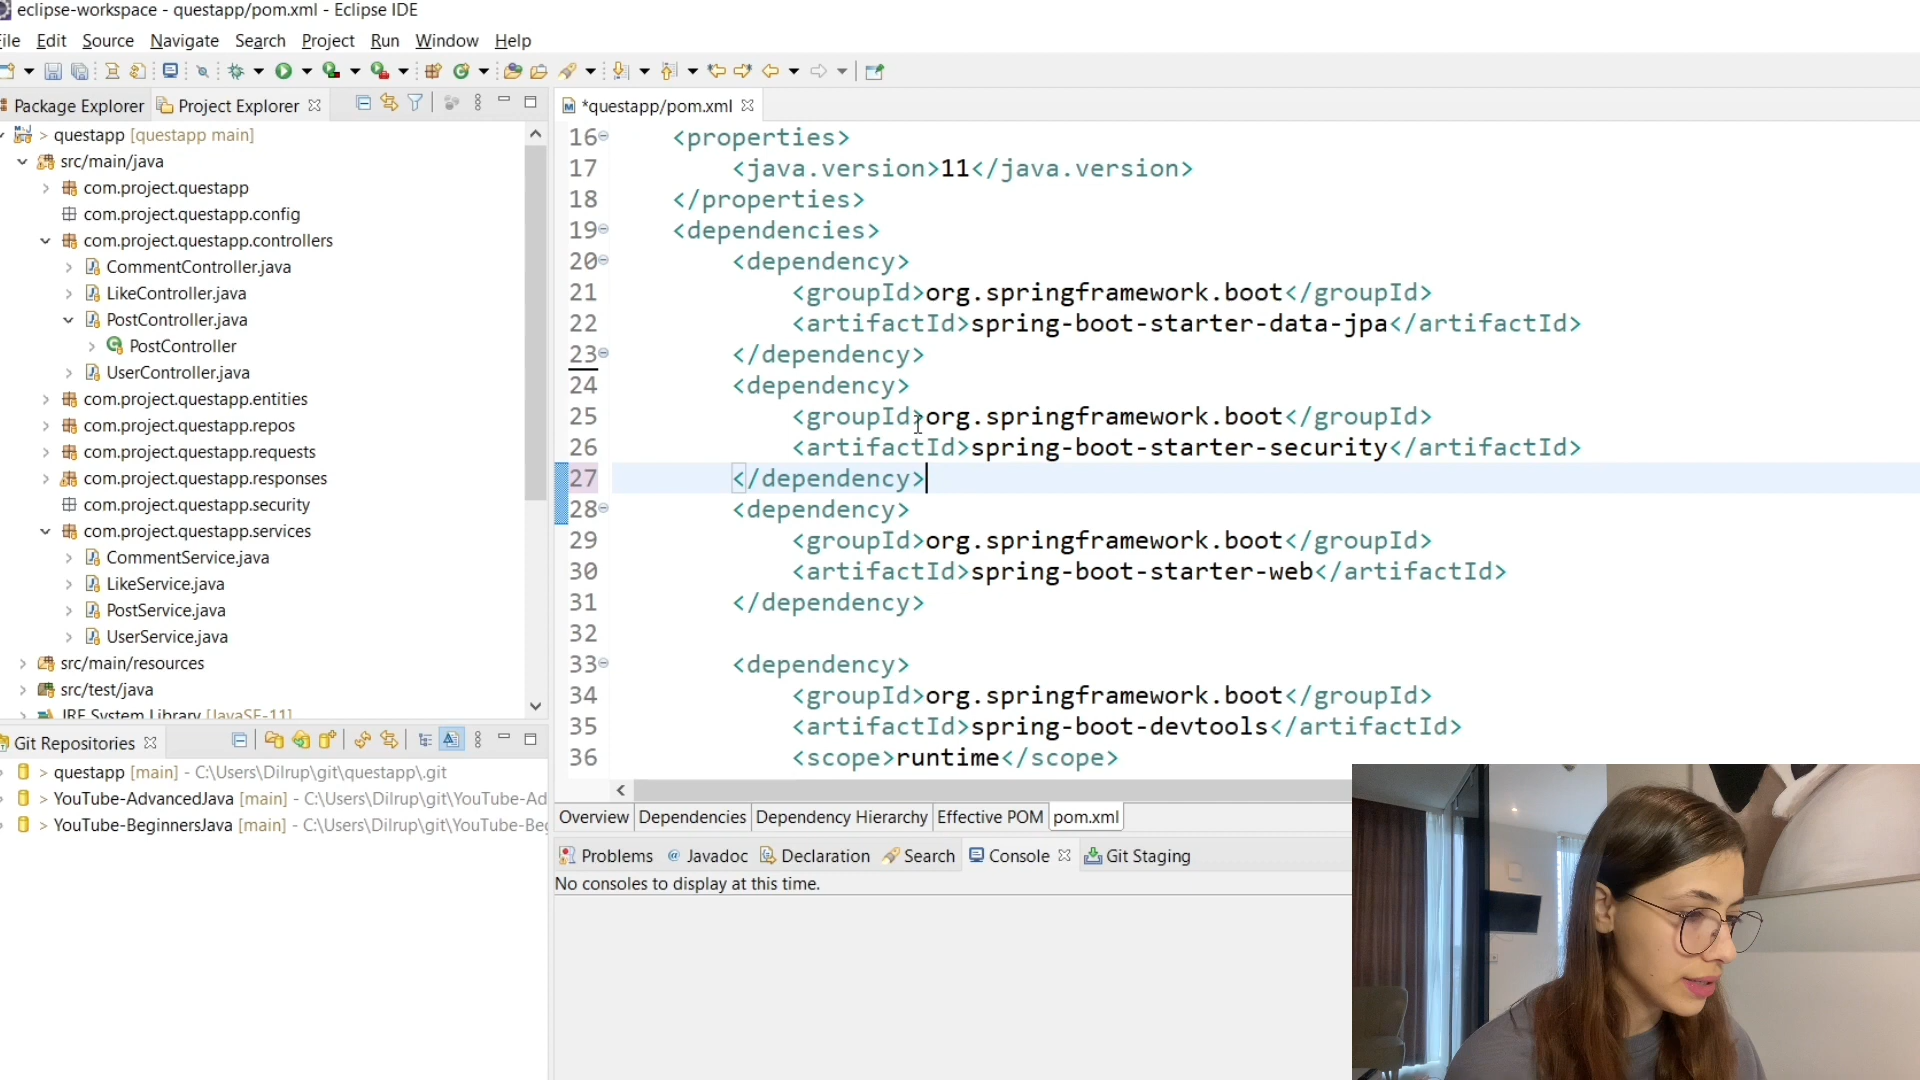 eclipse-workspace - questapp/pom.xml - Eclipse IDE
File Edit Source Navigate Search Project Run Window Help
Package Explorer Project Explorer
> questapp [questapp main]
src/main/java
com.project.questapp
com.project.questapp.config
com.project.questapp.controllers
CommentController.java
LikeController.java
PostController.java
PostController
UserController.java
com.project.questapp.entities
com.project.questapp.repos
com.project.questapp.requests
com.project.questapp.responses
com.project.questapp.security
com.project.questapp.services
CommentService.java
LikeService.java
PostService.java
UserService.java
src/main/resources
src/test/java
JRE System Library [JavaSE-11]
Git Repositories
> questapp [main] - C:\Users\Dilrup\git\questapp\.git
> YouTube-AdvancedJava [main] - C:\Users\Dilrup\git\YouTube-Ad
> YouTube-BeginnersJava [main] - C:\Users\Dilrup\git\YouTube-Be
*questapp/pom.xml
16 <properties>
17 <java.version>11</java.version>
18 </properties>
19 <dependencies>
20 <dependency>
21 <groupId>org.springframework.boot</groupId>
22 <artifactId>spring-boot-starter-data-jpa</artifactId>
23 </dependency>
24 <dependency>
25 <groupId>org.springframework.boot</groupId>
26 <artifactId>spring-boot-starter-security</artifactId>
27 </dependency>
28 <dependency>
29 <groupId>org.springframework.boot</groupId>
30 <artifactId>spring-boot-starter-web</artifactId>
31 </dependency>
32
33 <dependency>
34 <groupId>org.springframework.boot</groupId>
35 <artifactId>spring-boot-devtools</artifactId>
36 <scope>runtime</scope>
Overview Dependencies Dependency Hierarchy Effective POM pom.xml
Problems Javadoc Declaration Search Console Git Staging
No consoles to display at this time.